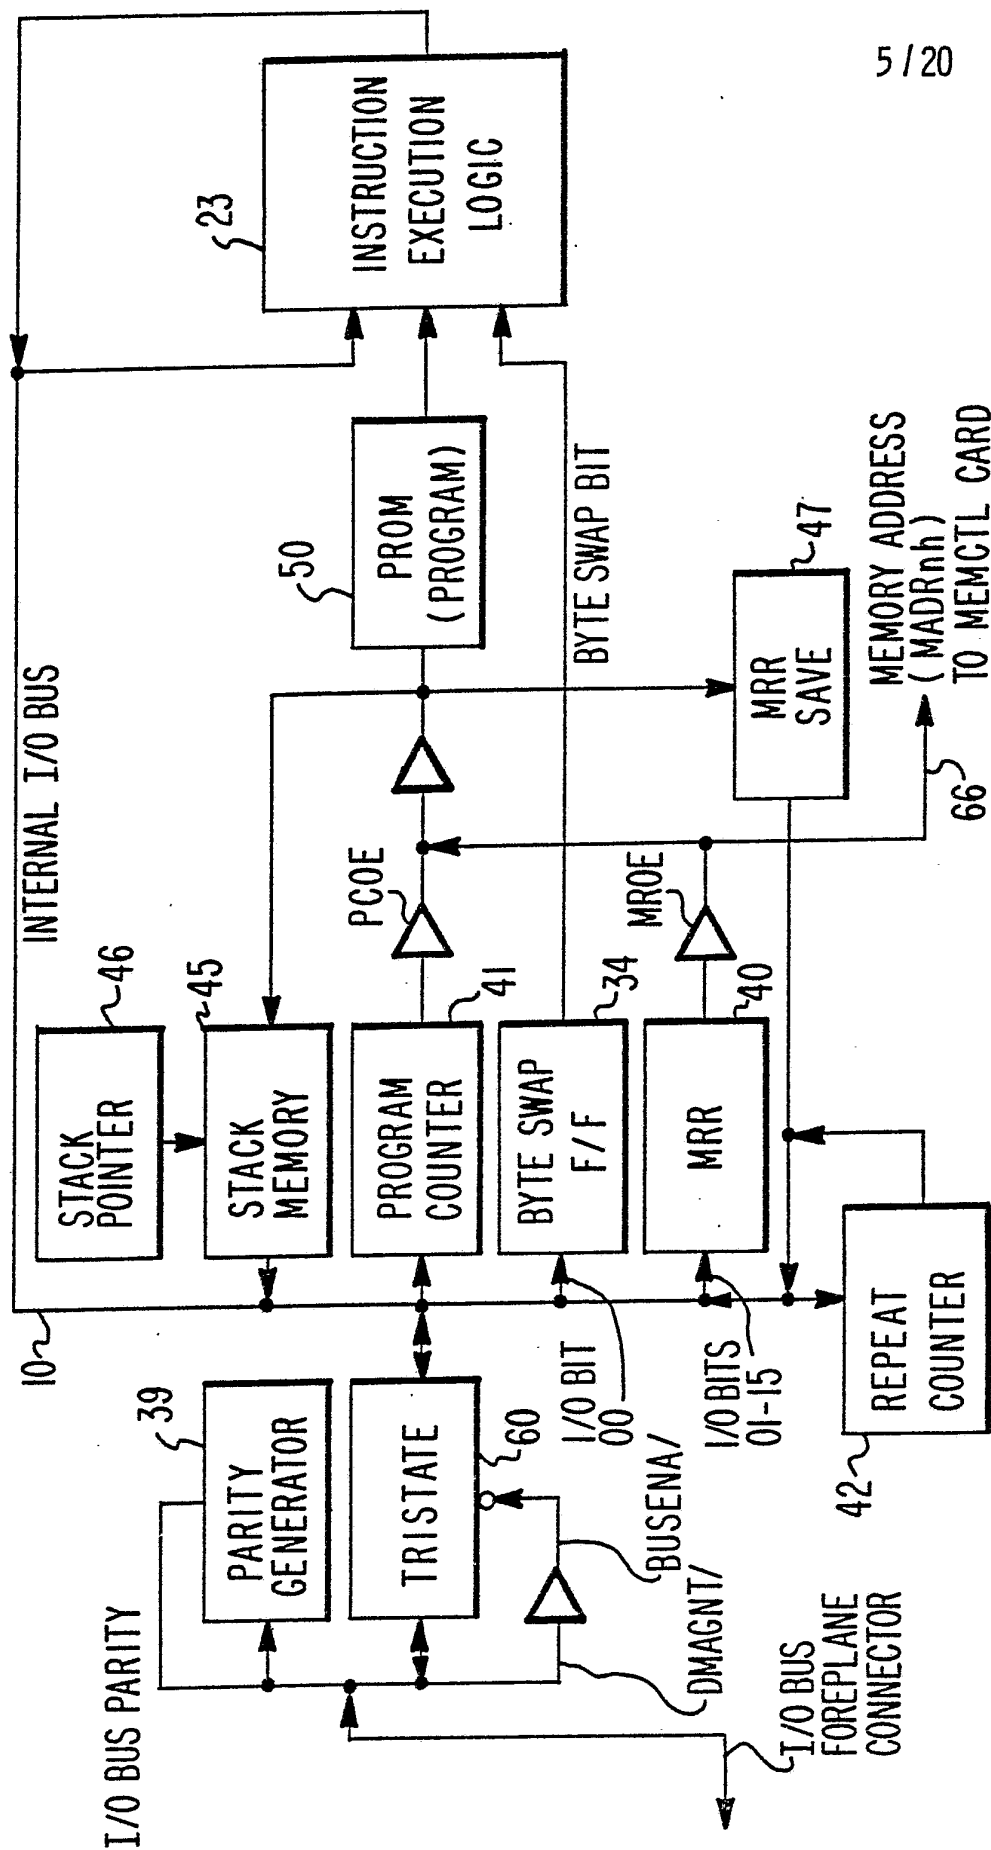 5/20
I/O BUS PARITY
39
PARITY
GENERATOR
TRISTATE
60
BUSENA/
DMAGNT/
I/O BUS
FOREPLANE
CONNECTOR
10
INTERNAL I/O BUS
STACK
POINTER
46
STACK
MEMORY
45
PROGRAM
COUNTER
41
PCOE
BYTE SWAP
F/F
34
I/O BIT
00
MRR
40
MROE
I/O BITS
01-15
REPEAT
COUNTER
42
50
PROM
(PROGRAM)
BYTE SWAP BIT
MRR
SAVE
47
66
MEMORY ADDRESS
(MADRnh)
TO MEMCTL CARD
23
INSTRUCTION
EXECUTION
LOGIC